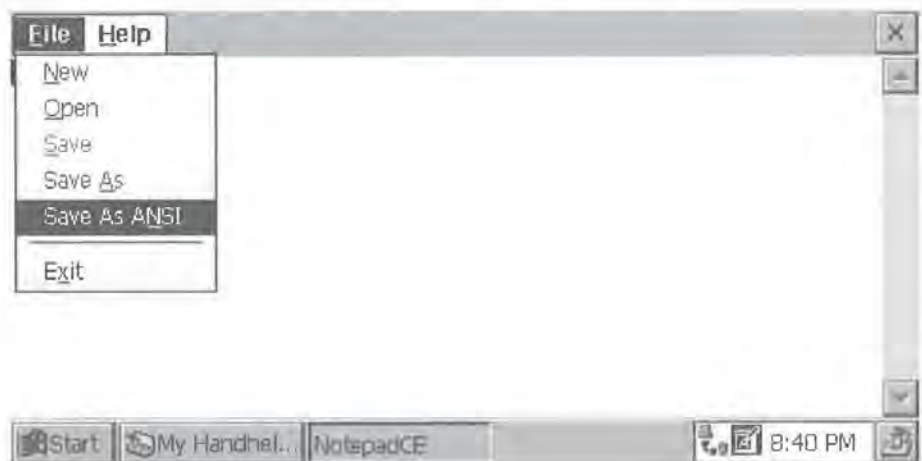 File Help
New
Open
Save
Save As
Save As ANSI
Exit
Start My Handhel... NotepadCE 8:40 PM